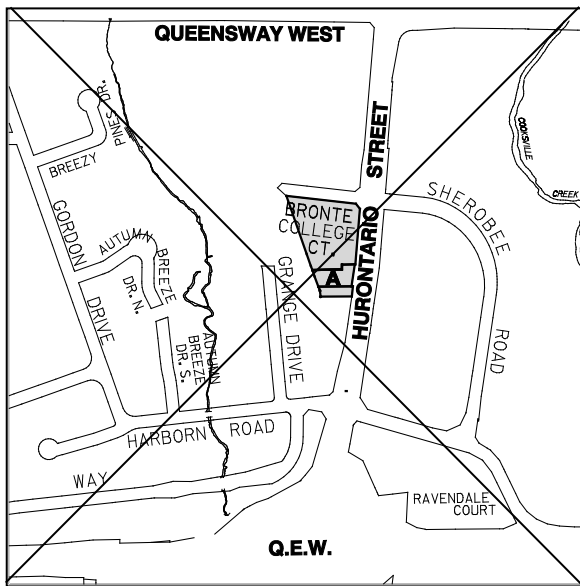 QUEENSWAY WEST
PINES DR.
BREEZY
STREET
COOKSVILLE
CREEK
SHEROBEE
ROAD
BRONTE
COLLEGE
CT.
A
HURONTARIO
GORDON
DRIVE
AUTUMN
BREEZE
DR. N.
GRANGE DRIVE
AUTUMN
BREEZE
DR. S.
HARBORN ROAD
WAY
RAVENDALE
COURT
Q.E.W.